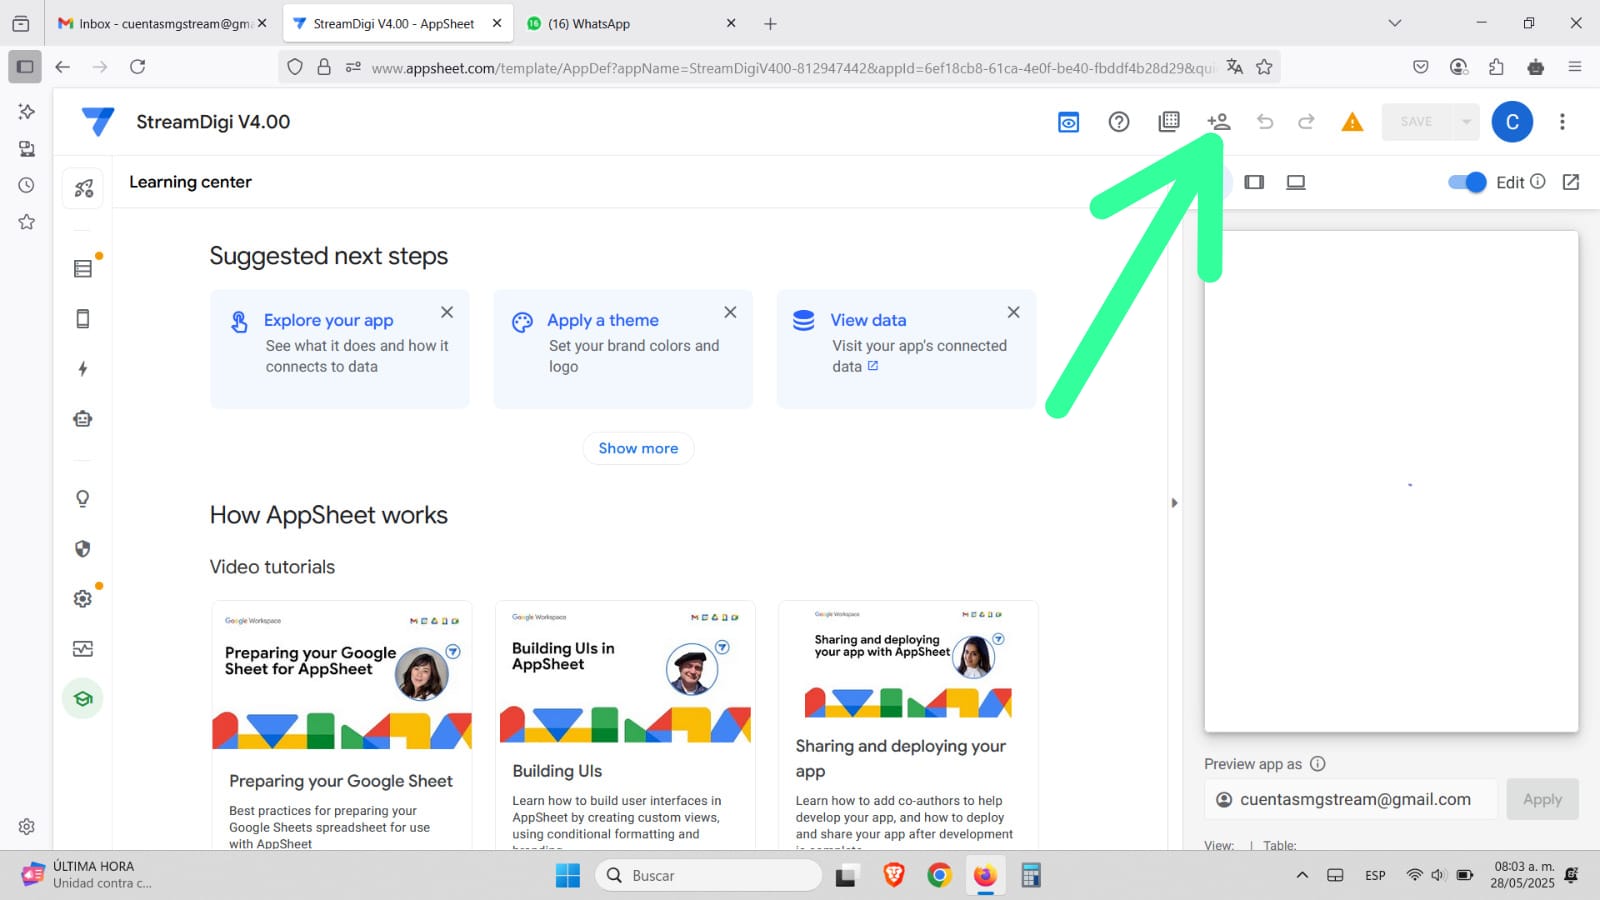 Inbox - cuentasmgstream@gm
StreamDigi V4.00 - AppSheet
16
(16) WhatsApp
www.appsheet.com/template/AppDef?appName=StreamDigiV400-812947442&appId=6ef18cb8-61ca-4e0f-be40-fbddf4b28d29&qui
StreamDigi V4.00
SAVE
C
Learning center
Edit
Suggested next steps
Explore your app
See what it does and how it
connects to data
Apply a theme
Set your brand colors and
logo
View data
Visit your app's connected
data
Show more
How AppSheet works
Video tutorials
Google Workspace
Preparing your Google
Sheet for AppSheet
Preparing your Google Sheet
Best practices for preparing your
Google Sheets spreadsheet for use
with AppSheet
Google Workspace
Building UIs in
AppSheet
Building UIs
Learn how to build user interfaces in
AppSheet by creating custom views,
using conditional formatting and
Google Workspace
Sharing and deploying
your app with AppSheet
Sharing and deploying your
app
Learn how to add co-authors to help
develop your app, and how to deploy
and share your app after development
Preview app as
cuentasmgstream@gmail.com
Apply
View: | Table:
ÚLTIMA HORA
Unidad contra c...
Buscar
ESP
08:03 a. m.
28/05/2025